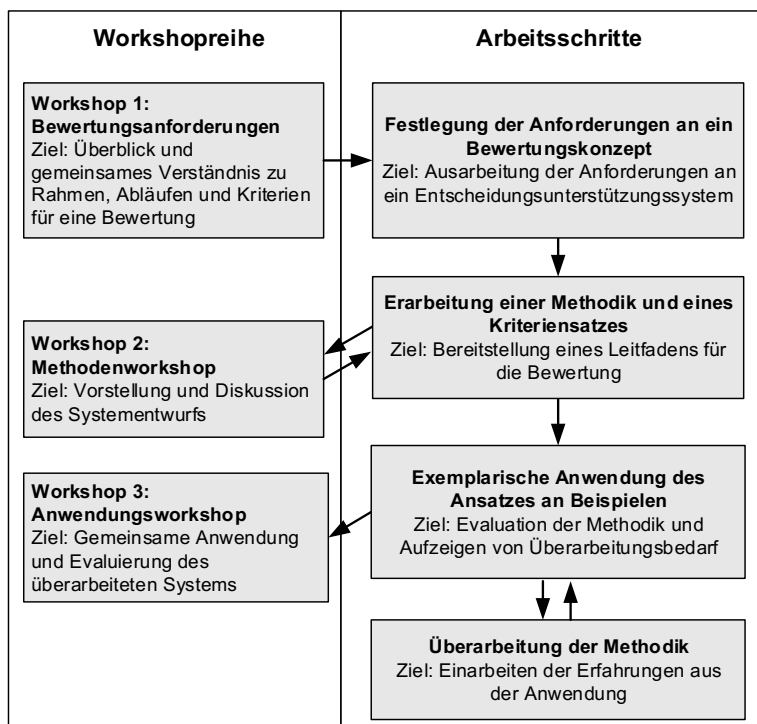 Workshopreihe
Workshop 1:
Bewertungsanforderungen
Ziel: Überblick und
gemeinsames Verständnis zu
Rahmen, Abläufen und Kriterien
für eine Bewertung
Workshop 2:
Methodenworkshop
Ziel: Vorstellung und Diskussion
des Systementwurfs
Workshop 3:
Anwendungsworkshop
Ziel: Gemeinsame Anwendung
und Evaluierung des
überarbeiteten Systems
Arbeitsschritte
Festlegung der Anforderungen an ein
Bewertungskonzept
Ziel: Ausarbeitung der Anforderungen an
ein Entscheidungsunterstützungssystem
Erarbeitung einer Methodik und eines
Kriteriensatzes
Ziel: Bereitstellung eines Leitfadens für
die Bewertung
Exemplarische Anwendung des
Ansatzes an Beispielen
Ziel: Evaluation der Methodik und
Aufzeigen von Überarbeitungsbedarf
Überarbeitung der Methodik
Ziel: Einarbeiten der Erfahrungen aus
der Anwendung